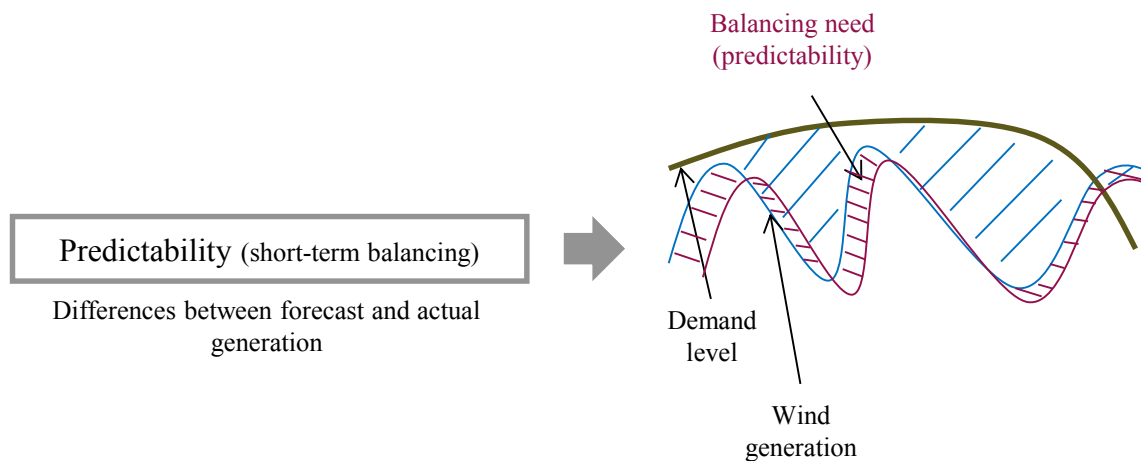 Balancing need
(predictability)
Predictability (short-term balancing)
Differences between forecast and actual
generation
Demand
level
Wind
generation